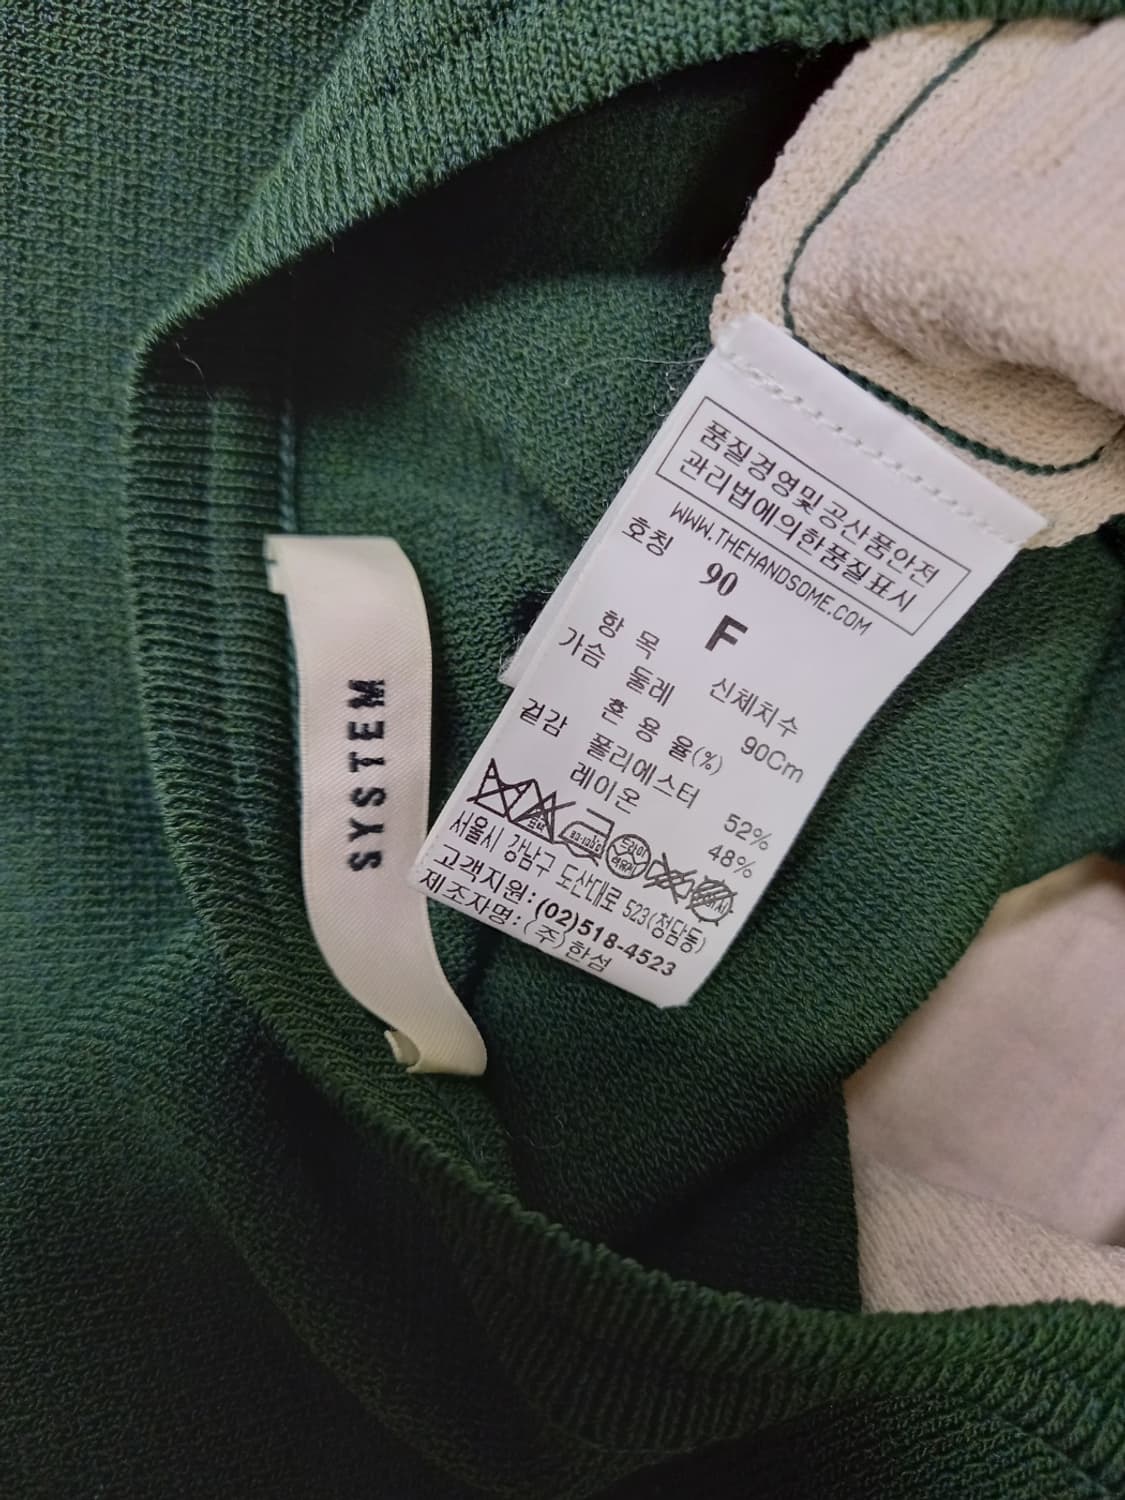 SYSTEM
품질경영및공산품안전
관리법에의한품질표시
WWW.THEHANDSOME.COM
호칭 90
F
항 목 신체치수
가슴 둘레 90Cm
혼 용 율(%)
겉감 폴리에스터 52%
레이온 48%
서울시 강남구 도산대로 523(청담동)
고객지원:(02)518-4523
제조자명:(주)한섬